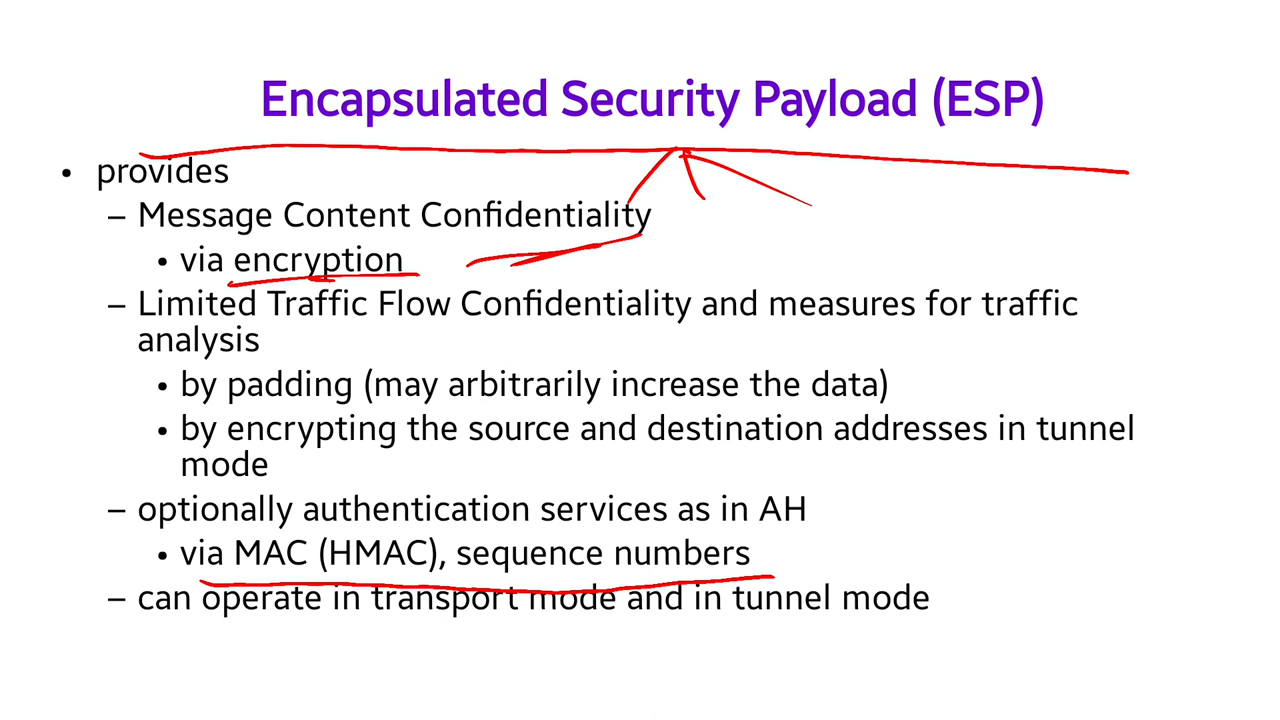 Encapsulated Security Payload (ESP)
• provides
– Message Content Confidentiality
• via encryption
– Limited Traffic Flow Confidentiality and measures for traffic
analysis
• by padding (may arbitrarily increase the data)
• by encrypting the source and destination addresses in tunnel
mode
– optionally authentication services as in AH
• via MAC (HMAC), sequence numbers
– can operate in transport mode and in tunnel mode